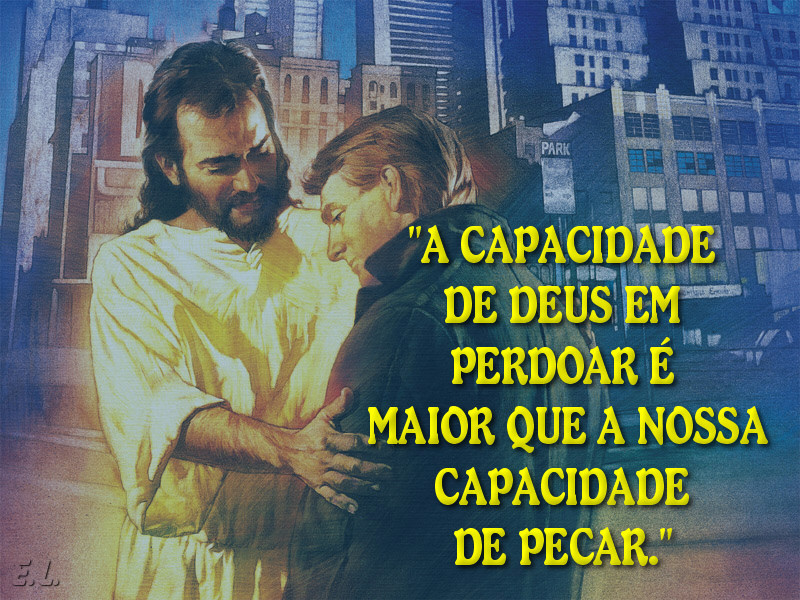 PARK
"A CAPACIDADE
DE DEUS EM
PERDOAR É
MAIOR QUE A NOSSA
CAPACIDADE
DE PECAR."
E. L.